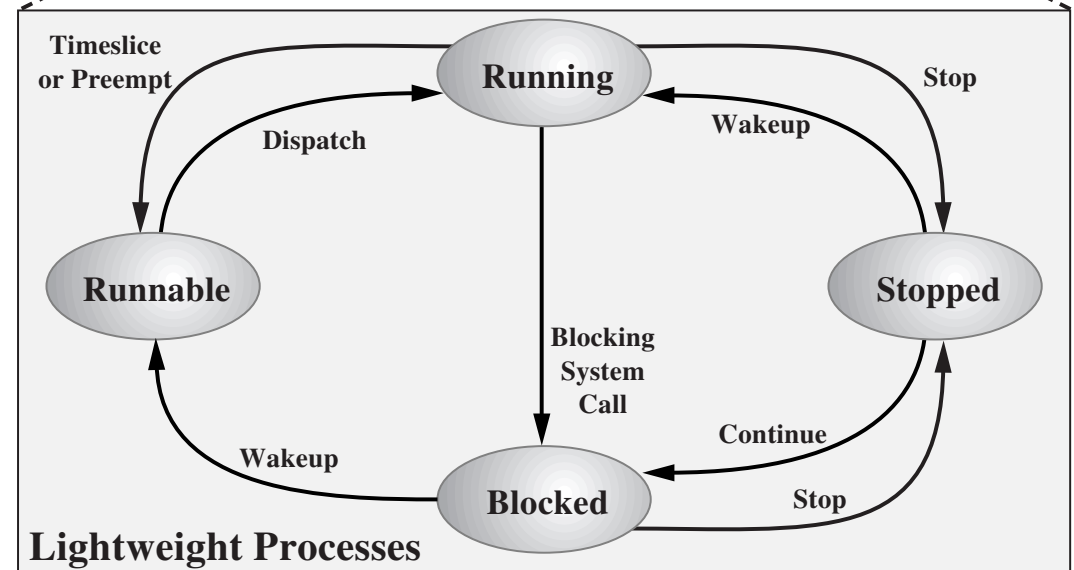 Timeslice
or Preempt
Running
Stop
Wakeup
Dispatch
Runnable
Stopped
Blocking
System
Call
Continue
Wakeup
Blocked
Stop
Lightweight Processes